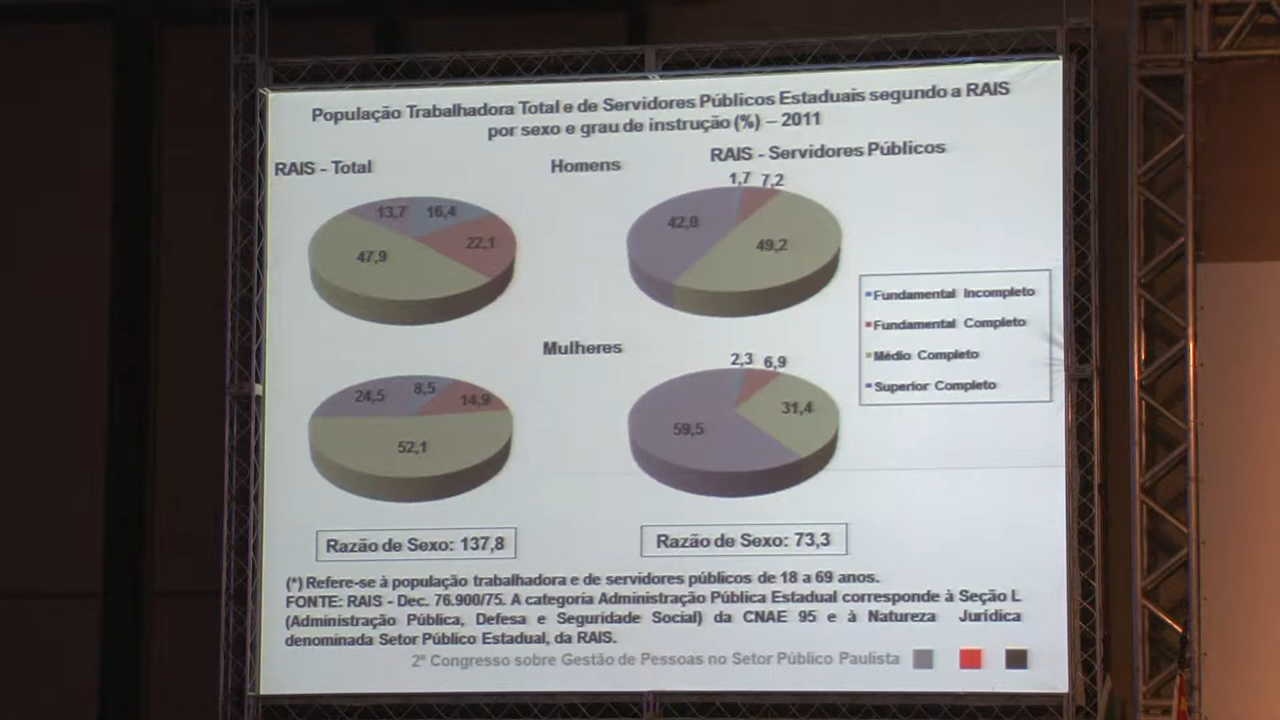 População Trabalhadora Total e de Servidores Públicos Estaduais segundo a RAIS
por sexo e grau de instrução (%) – 2011
RAIS - Total
Homens
RAIS - Servidores Públicos
13,7
16,4
22,1
47,9
1,7
7,2
42,0
49,2
Fundamental Incompleto
Fundamental Completo
Médio Completo
Superior Completo
Mulheres
24,5
8,5
14,9
52,1
2,3
6,9
31,4
59,5
Razão de Sexo: 137,8
Razão de Sexo: 73,3
(*) Refere-se à população trabalhadora e de servidores públicos de 18 a 69 anos.
FONTE: RAIS - Dec. 76.900/75. A categoria Administração Pública Estadual corresponde à Seção L
(Administração Pública, Defesa e Seguridade Social) da CNAE 95 e à Natureza Jurídica
denominada Setor Público Estadual, da RAIS.
2º Congresso sobre Gestão de Pessoas no Setor Público Paulista